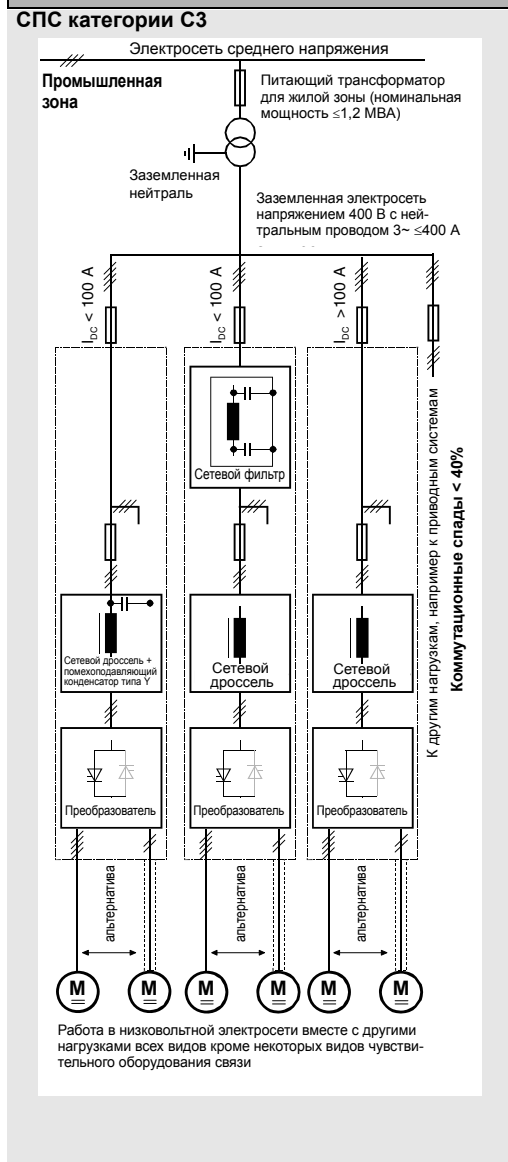 СПС категории C3
Электросеть среднего напряжения
Промышленная
зона
Питающий трансформатор
для жилой зоны (номинальная
мощность ≤1,2 МВА)
Заземленная
нейтраль
Заземленная электросеть
напряжением 400 В с ней-
тральным проводом 3~ ≤400 А
I_DC < 100 A
I_DC < 100 A
I_DC >100 A
Сетевой фильтр
Сетевой дроссель +
помехоподавляющий
конденсатор типа Y
Сетевой
дроссель
Сетевой
дроссель
К другим нагрузкам, например к приводным системам
Коммутационные спады < 40%
Преобразователь
Преобразователь
Преобразователь
альтернатива
альтернатива
альтернатива
M
M
M
M
M
M
Работа в низковольтной электросети вместе с другими
нагрузками всех видов кроме некоторых видов чувстви-
тельного оборудования связи